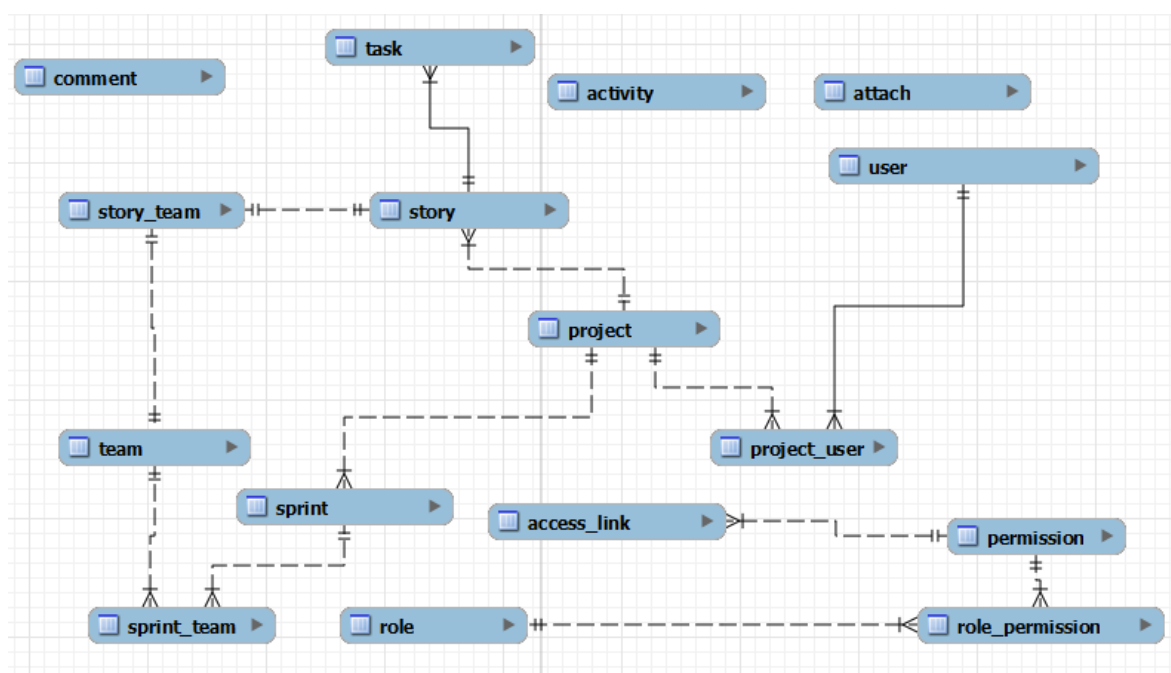 task
comment
activity
attach
user
story_team
story
project
team
project_user
sprint
access_link
permission
sprint_team
role
role_permission